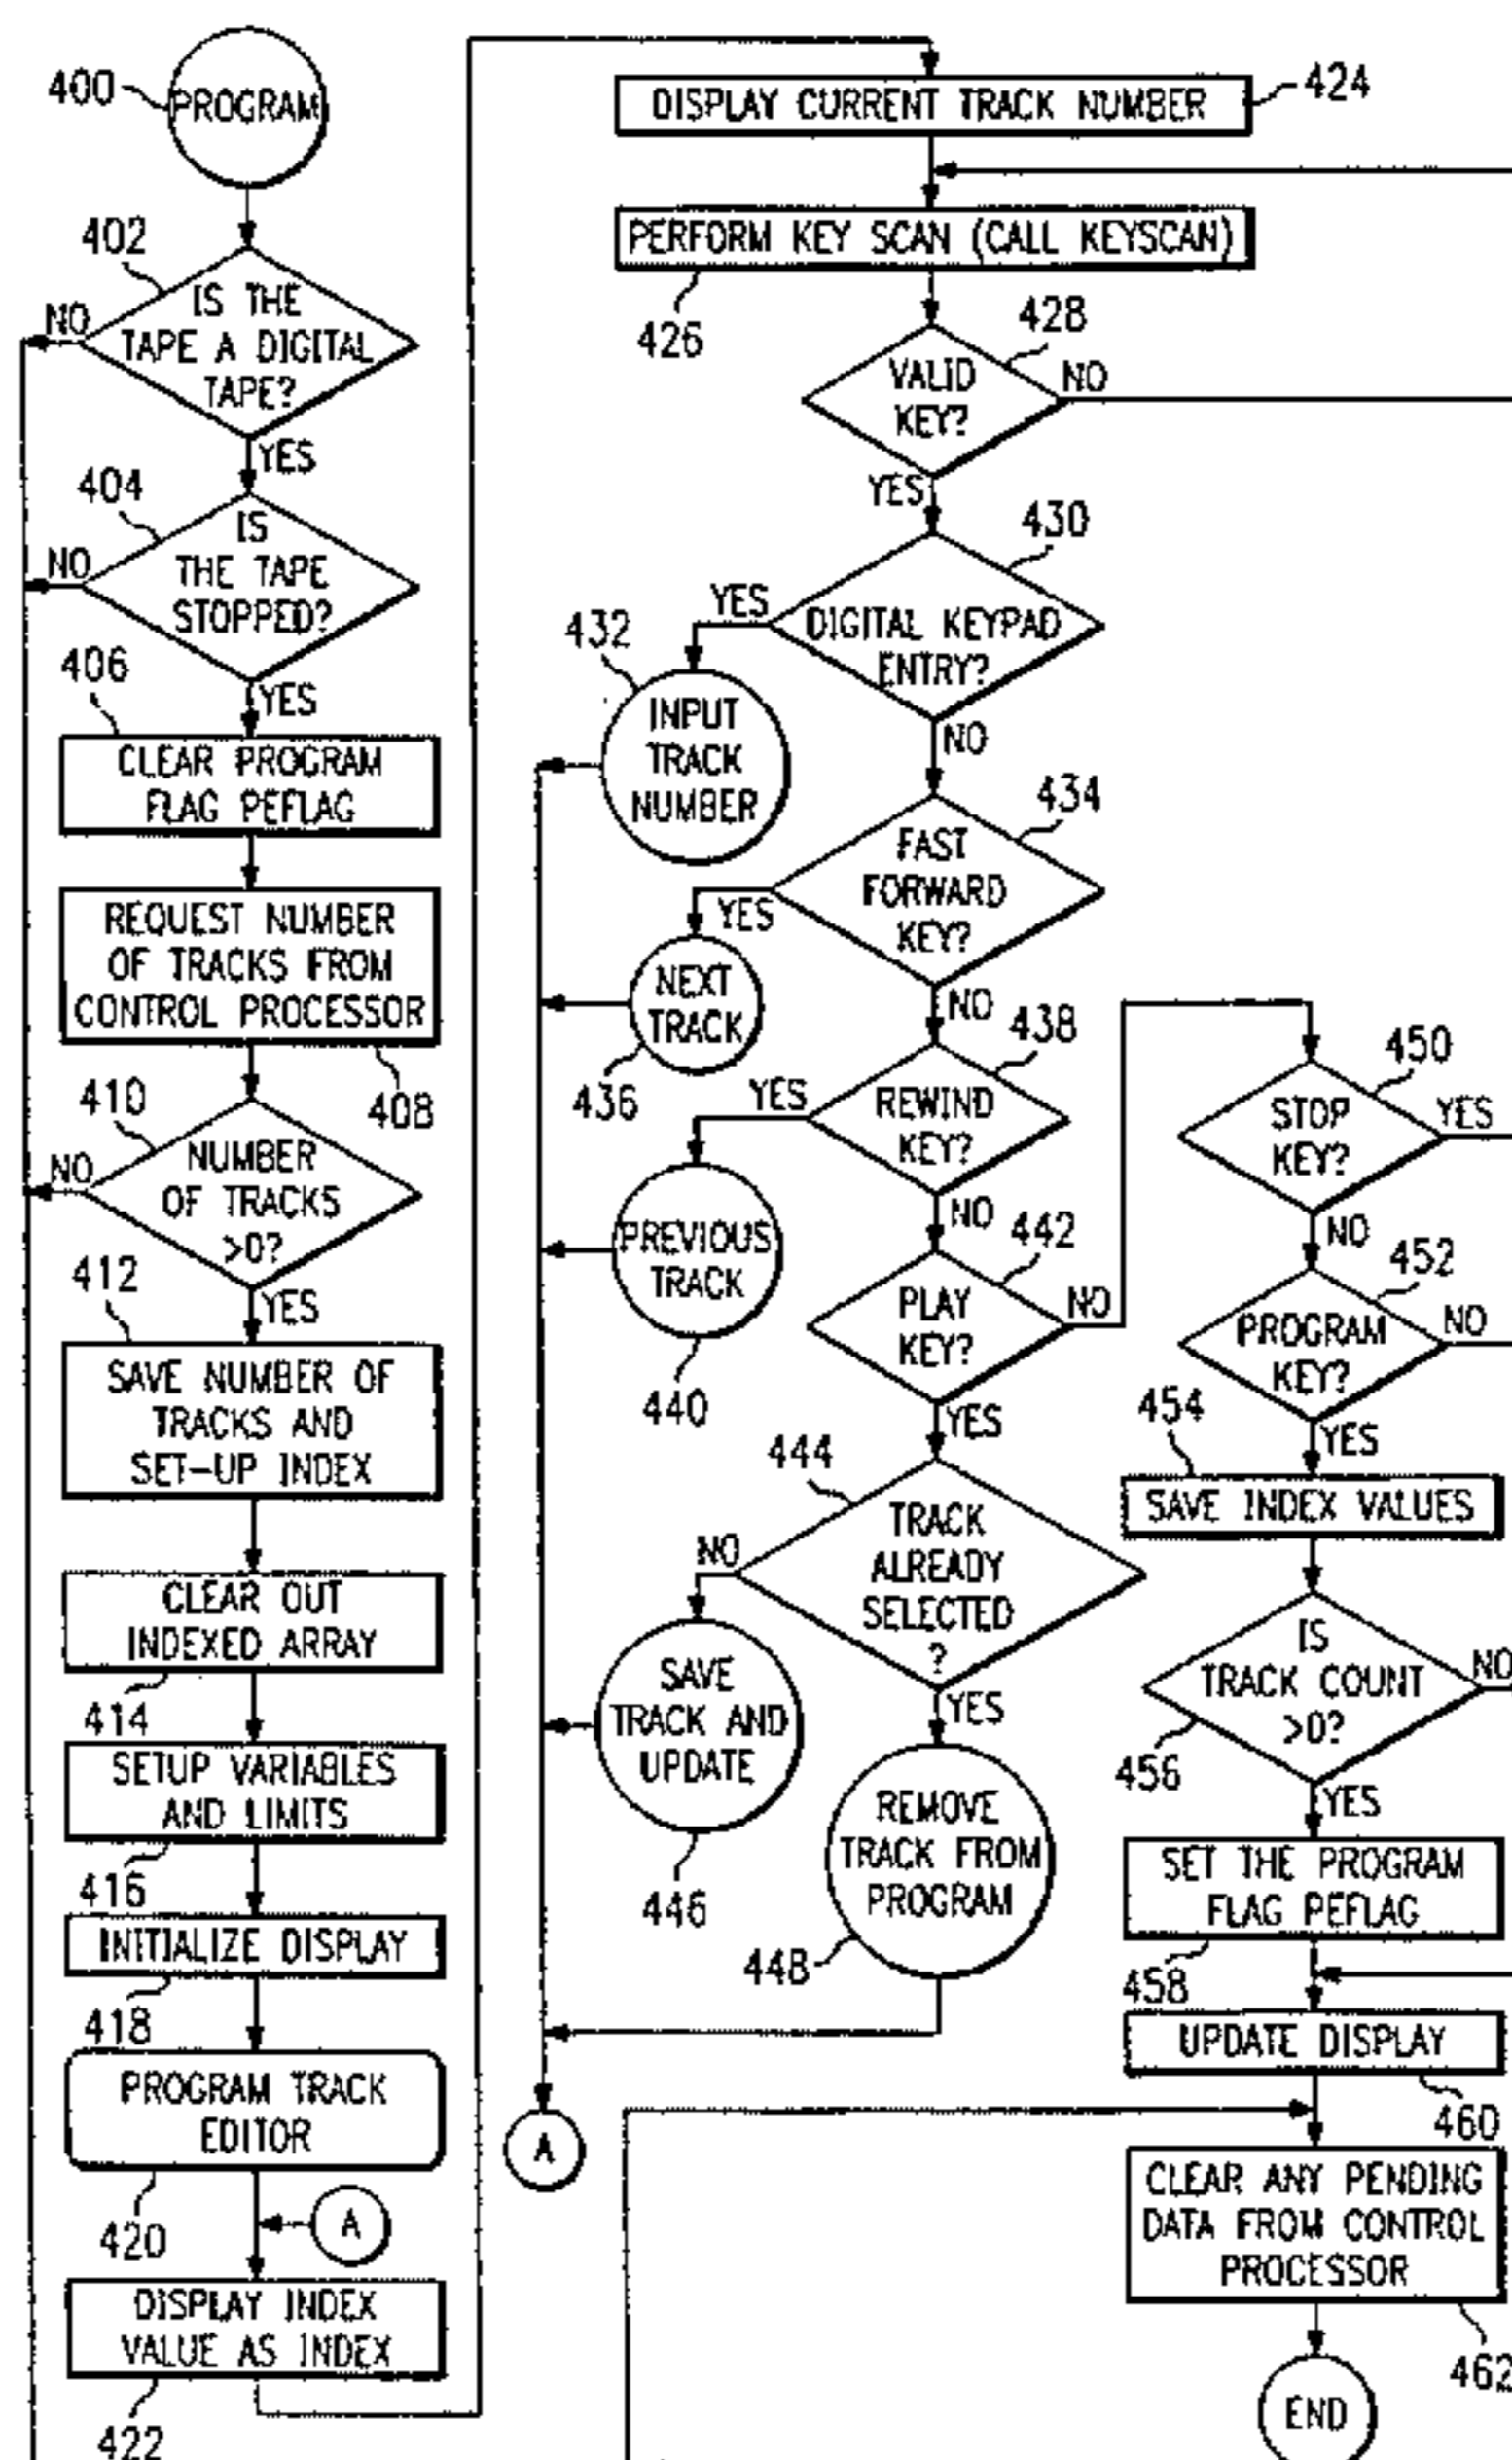 400
PROGRAM
402
IS THE
TAPE A DIGITAL
TAPE?
NO
YES
404
IS
THE TAPE
STOPPED?
NO
YES
406
CLEAR PROGRAM
FLAG PEFLAG
REQUEST NUMBER
OF TRACKS FROM
CONTROL PROCESSOR
408
410
NUMBER
OF TRACKS
>0?
NO
YES
412
SAVE NUMBER OF
TRACKS AND
SET-UP INDEX
CLEAR OUT
INDEXED ARRAY
414
SETUP VARIABLES
AND LIMITS
416
INITIALIZE DISPLAY
418
PROGRAM TRACK
EDITOR
420
A
DISPLAY INDEX
VALUE AS INDEX
422
DISPLAY CURRENT TRACK NUMBER
424
PERFORM KEY SCAN (CALL KEYSCAN)
426
428
VALID
KEY?
NO
YES
430
DIGITAL KEYPAD
ENTRY?
YES
NO
432
INPUT
TRACK
NUMBER
434
FAST
FORWARD
KEY?
YES
NO
NEXT
TRACK
436
438
REWIND
KEY?
YES
NO
PREVIOUS
TRACK
440
442
PLAY
KEY?
NO
YES
444
TRACK
ALREADY
SELECTED
?
NO
YES
SAVE
TRACK AND
UPDATE
446
REMOVE
TRACK FROM
PROGRAM
448
A
450
STOP
KEY?
YES
NO
452
PROGRAM
KEY?
NO
YES
454
SAVE INDEX VALUES
IS
TRACK COUNT
>0?
NO
456
YES
SET THE PROGRAM
FLAG PEFLAG
458
UPDATE DISPLAY
460
CLEAR ANY PENDING
DATA FROM CONTROL
PROCESSOR
462
END